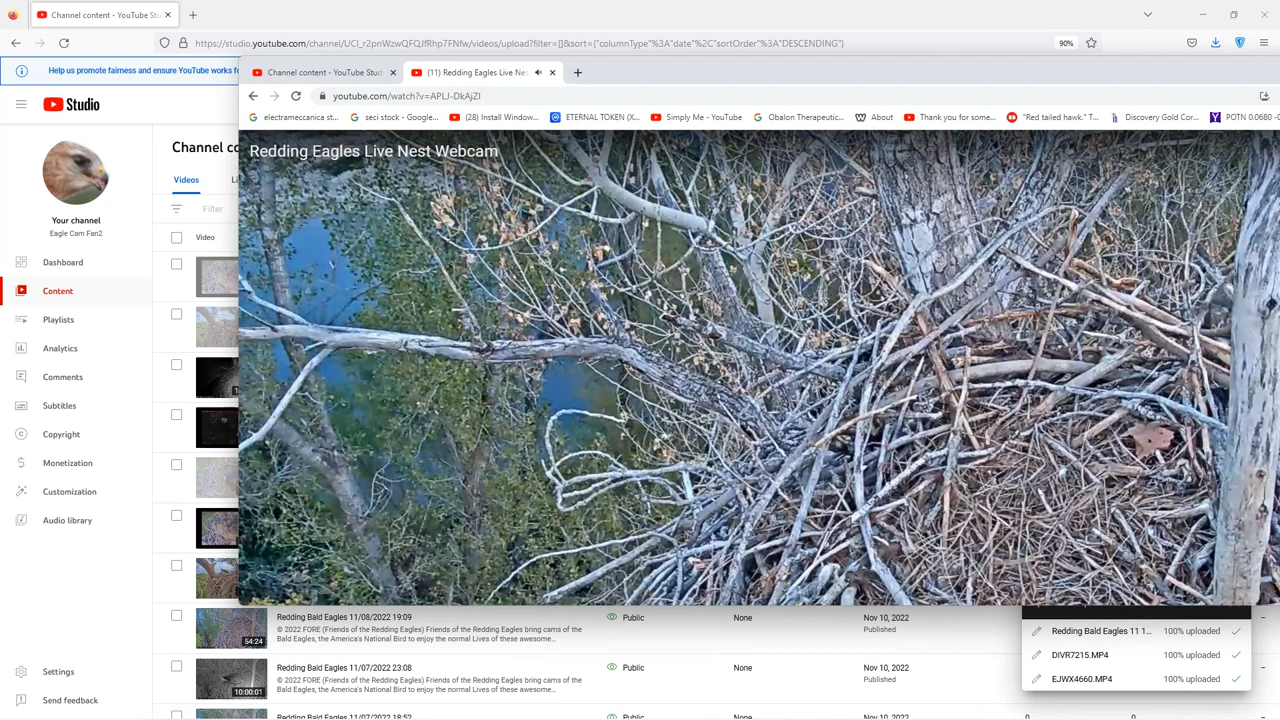 Channel content - YouTube Stu
https://studio.youtube.com/channel/UCI_r2pnWzwQFQJfRhp7FNfw/videos/upload?filter=[]&sort={"columnType"%3A"date"%2C"sortOrder"%3A"DESCENDING"}
90%
Help us promote fairness and ensure YouTube works fo
Channel content - YouTube Studi
(11) Redding Eagles Live Nes
Studio
youtube.com/watch?v=APLJ-DkAjZI
electrameccanica st...
seci stock - Google...
(28) Install Window...
ETERNAL TOKEN (X...
Simply Me - YouTube
Obalon Therapeutic...
About
Thank you for some...
"Red tailed hawk." T...
Discovery Gold Cor...
POTN 0.0680 -0
Channel co
Redding Eagles Live Nest Webcam
Videos
Li
Filter
Your channel
Eagle Cam Fan2
Video
Dashboard
Content
Playlists
Analytics
Comments
Subtitles
Copyright
Monetization
Customization
Audio library
Settings
Send feedback
Redding Bald Eagles 11/08/2022 19:09
© 2022 FORE (Friends of the Redding Eagles) Friends of the Redding Eagles bring cams of the
Bald Eagles, the America's National Bird to enjoy the normal Lives of these awesome...
54:24
Public
None
Nov 10, 2022
Published
Redding Bald Eagles 11/07/2022 23:08
© 2022 FORE (Friends of the Redding Eagles) Friends of the Redding Eagles bring cams of the
Bald Eagles, the America's National Bird to enjoy the normal Lives of these awesome...
10:00:01
Public
None
Nov 10, 2022
Published
Redding Bald Eagles 11/07/2022 18:52
Public
None
Nov 10, 2022
0
0
Redding Bald Eagles 11 1...
100% uploaded
DIVR7215.MP4
100% uploaded
EJWX4660.MP4
100% uploaded